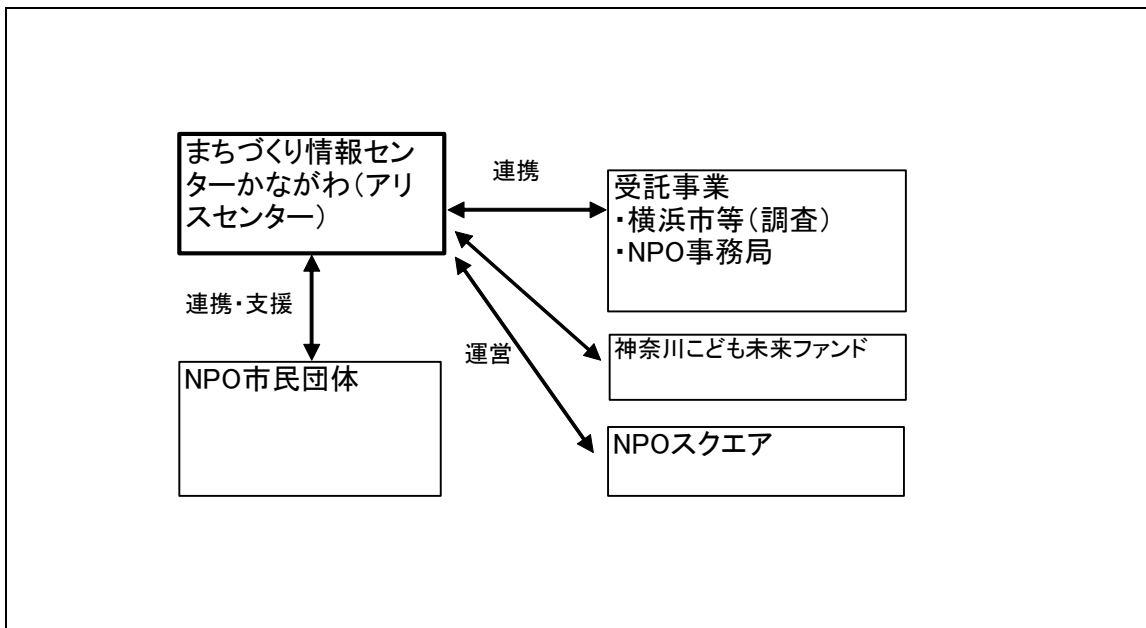 まちづくり情報セン
ターかながわ（アリ
スセンター）
連携
受託事業
・横浜市等（調査）
・NPO事務局
連携・支援
運営
神奈川こども未来ファンド
NPO市民団体
NPOスクエア